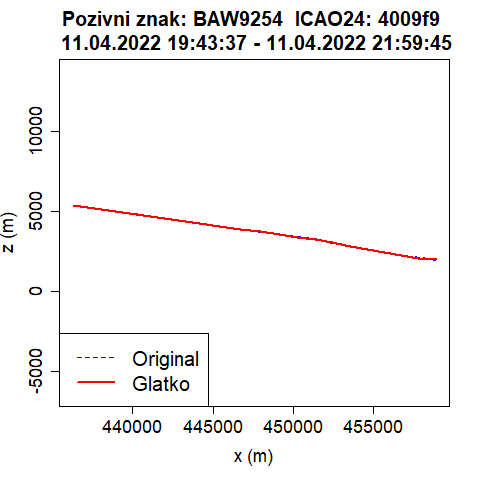 Pozivni znak: BAW9254  ICAO24: 4009f9
11.04.2022 19:43:37 - 11.04.2022 21:59:45
z (m)
10000
5000
0
-5000
Original
Glatko
440000 445000 450000 455000
x (m)